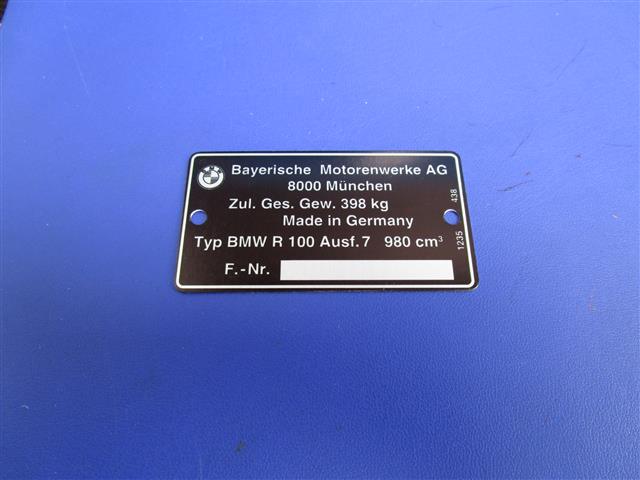 Bayerische Motorenwerke AG
8000 München
Zul. Ges. Gew. 398 kg
Made in Germany
Typ BMW R 100 Ausf. 7 980 cm³
F.-Nr.
1235 438